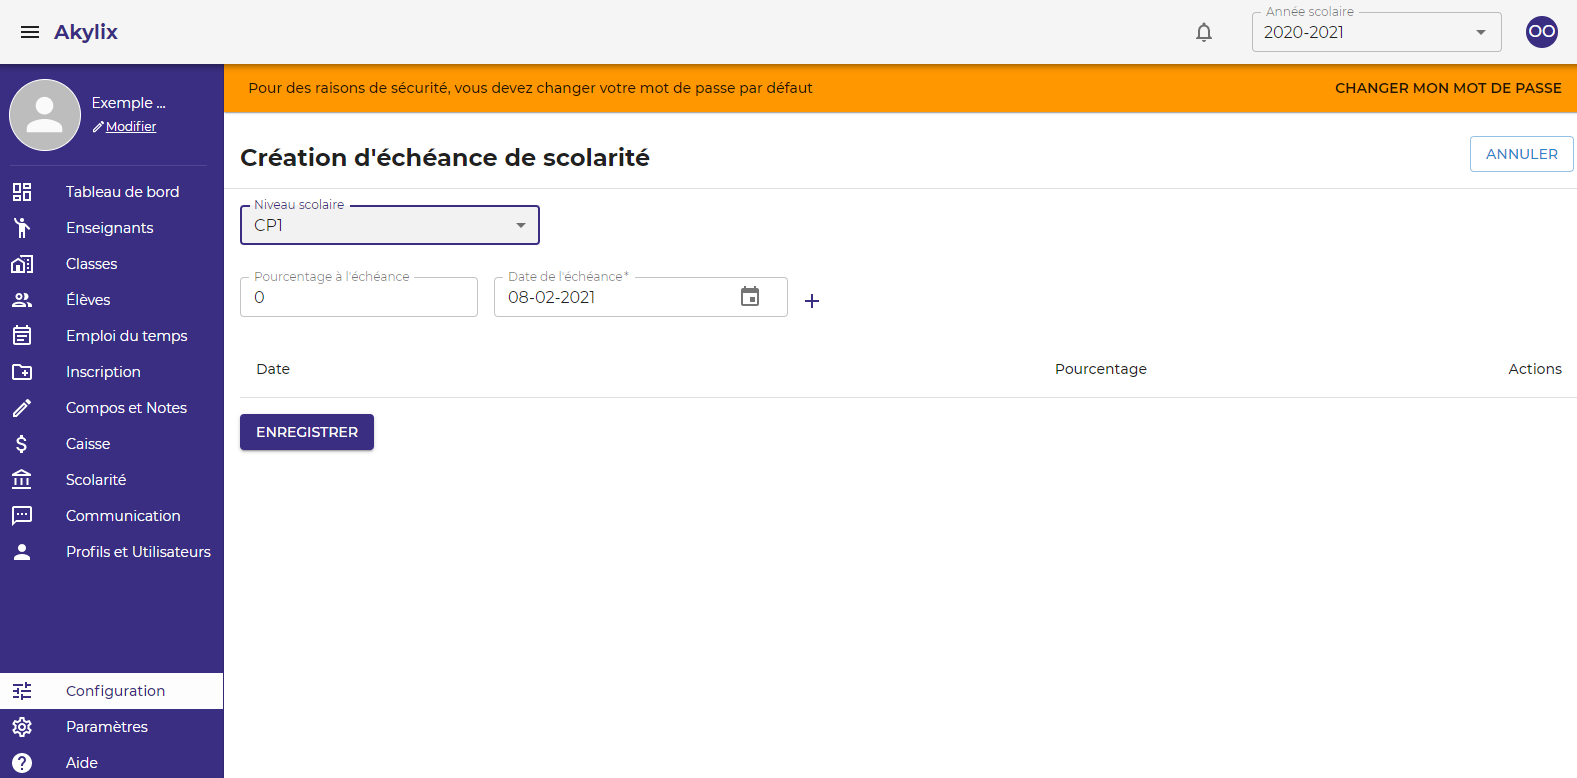 Akylix
Année scolaire
2020-2021
OO
Exemple ...
Modifier
Tableau de bord
Enseignants
Classes
Élèves
Emploi du temps
Inscription
Compos et Notes
Caisse
Scolarité
Communication
Profils et Utilisateurs
Configuration
Paramètres
Aide
Pour des raisons de sécurité, vous devez changer votre mot de passe par défaut
CHANGER MON MOT DE PASSE
Création d'échéance de scolarité
ANNULER
Niveau scolaire
CP1
Pourcentage à l'échéance
0
Date de l'échéance*
08-02-2021
+
Date Pourcentage Actions
ENREGISTRER